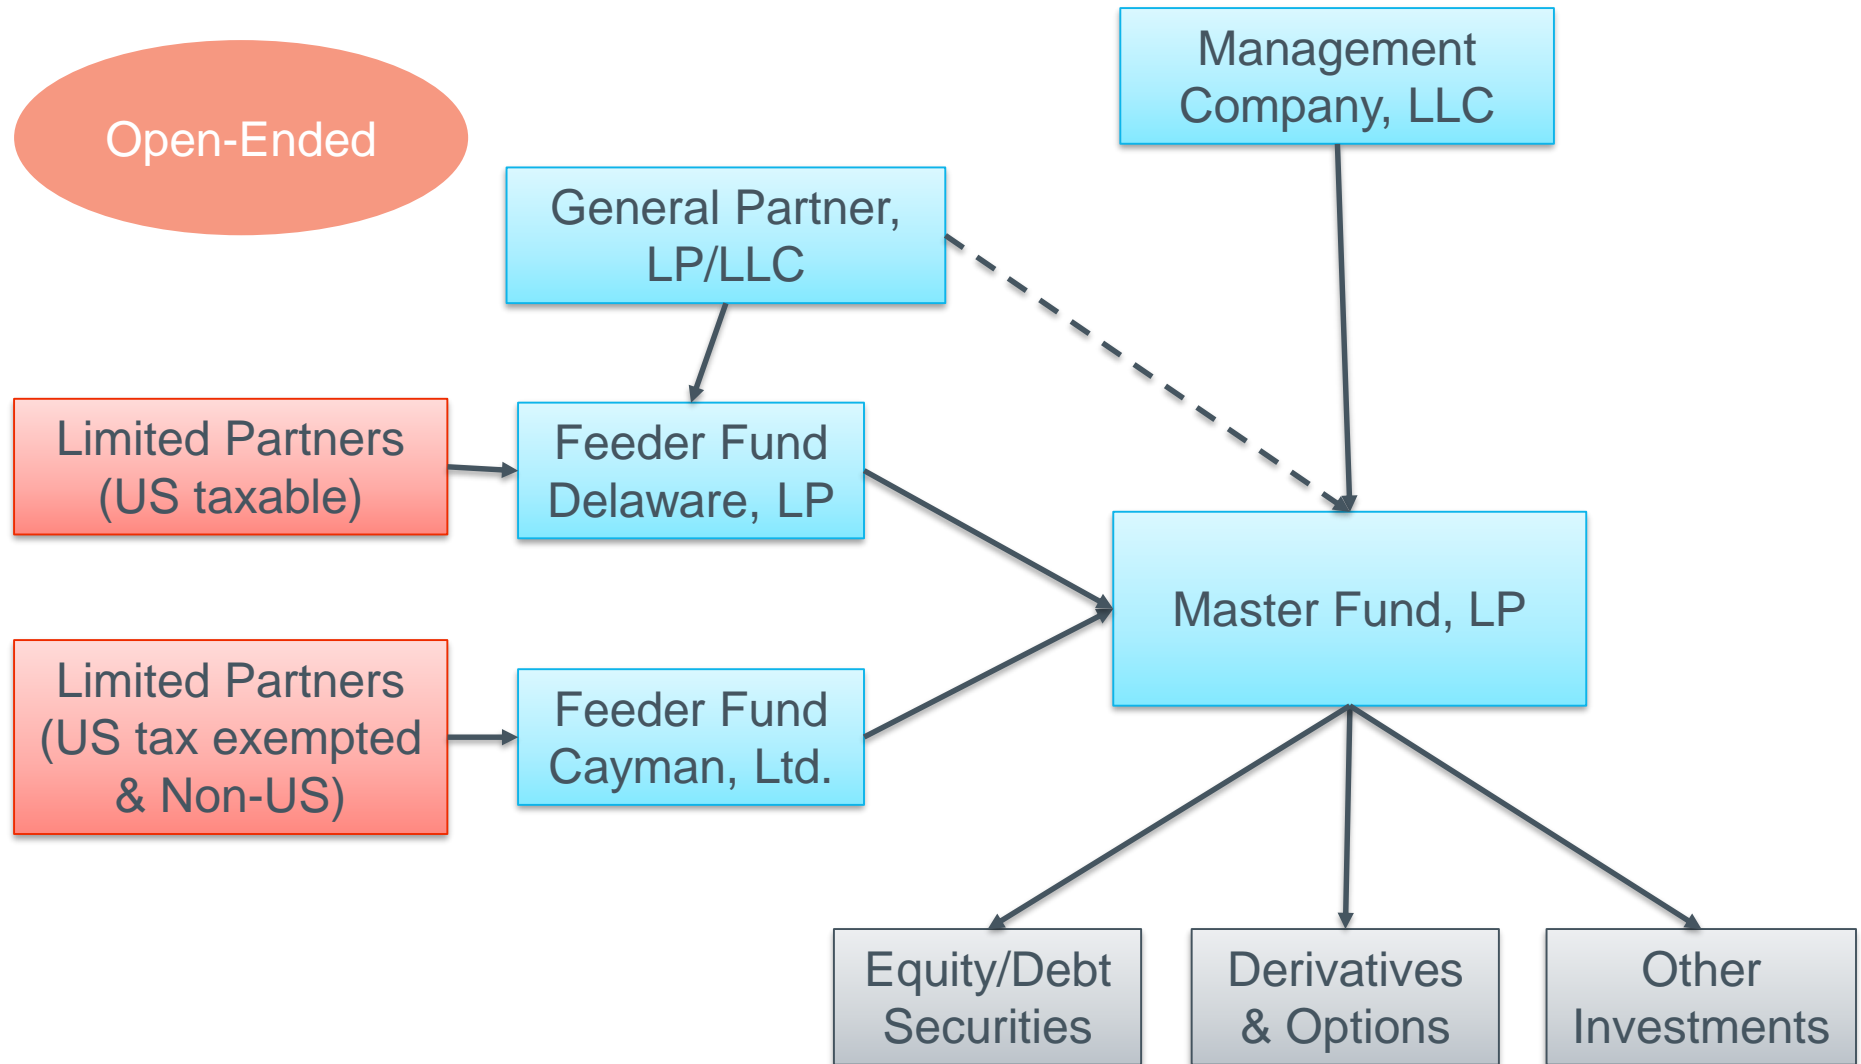 Open-Ended
Management
Company, LLC
General Partner,
LP/LLC
Limited Partners
(US taxable)
Feeder Fund
Delaware, LP
Master Fund, LP
Limited Partners
(US tax exempted
& Non-US)
Feeder Fund
Cayman, Ltd.
Equity/Debt
Securities
Derivatives
& Options
Other
Investments